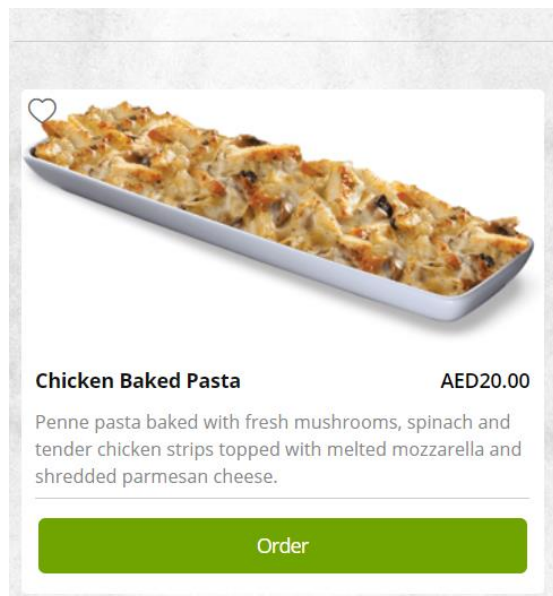 Chicken Baked Pasta AED20.00
Penne pasta baked with fresh mushrooms, spinach and
tender chicken strips topped with melted mozzarella and
shredded parmesan cheese.
Order